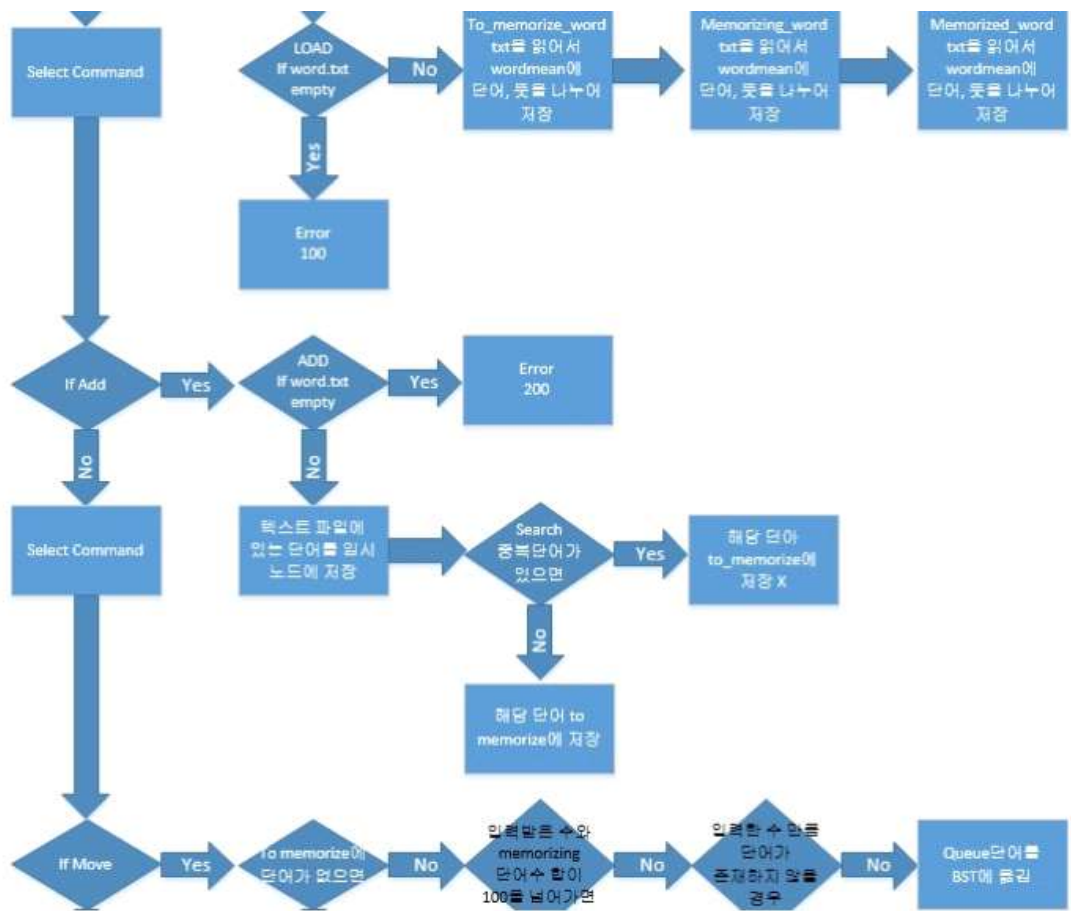 Select Command
LOAD
If word.txt
empty
No
To_memorize_word
txt를 읽어서
wordmean에
단어, 뜻을 나누어
저장
Memorizing_word
txt를 읽어서
wordmean에
단어, 뜻을 나누어
저장
Memorized_word
txt를 읽어서
wordmean에
단어, 뜻을 나누어
저장
Yes
Error
100
If Add
Yes
ADD
If word.txt
empty
Yes
Error
200
No
No
Select Command
텍스트 파일에
있는 단어를 임시
노드에 저장
Search
중복단어가
있으면
Yes
해당 단아
to_memorize에
저장 X
No
해당 단어 to
memorize에 저장
If Move
Yes
To memorize에
단어가 없으면
No
입력받은 수와
memorizing
단어수 합이
100를 넘어가면
No
입력한 수 만큼
단어가
존재하지 않을
경우
No
Queue단어를
BST에 옮김